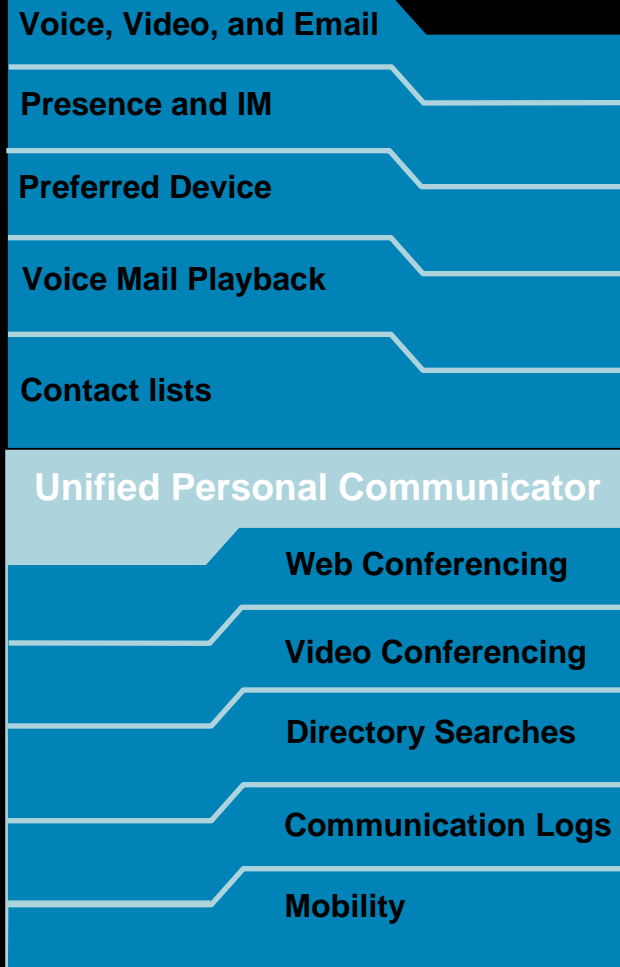 Voice, Video, and Email
Presence and IM
Preferred Device
Voice Mail Playback
Contact lists
Unified Personal Communicator
Web Conferencing
Video Conferencing
Directory Searches
Communication Logs
Mobility